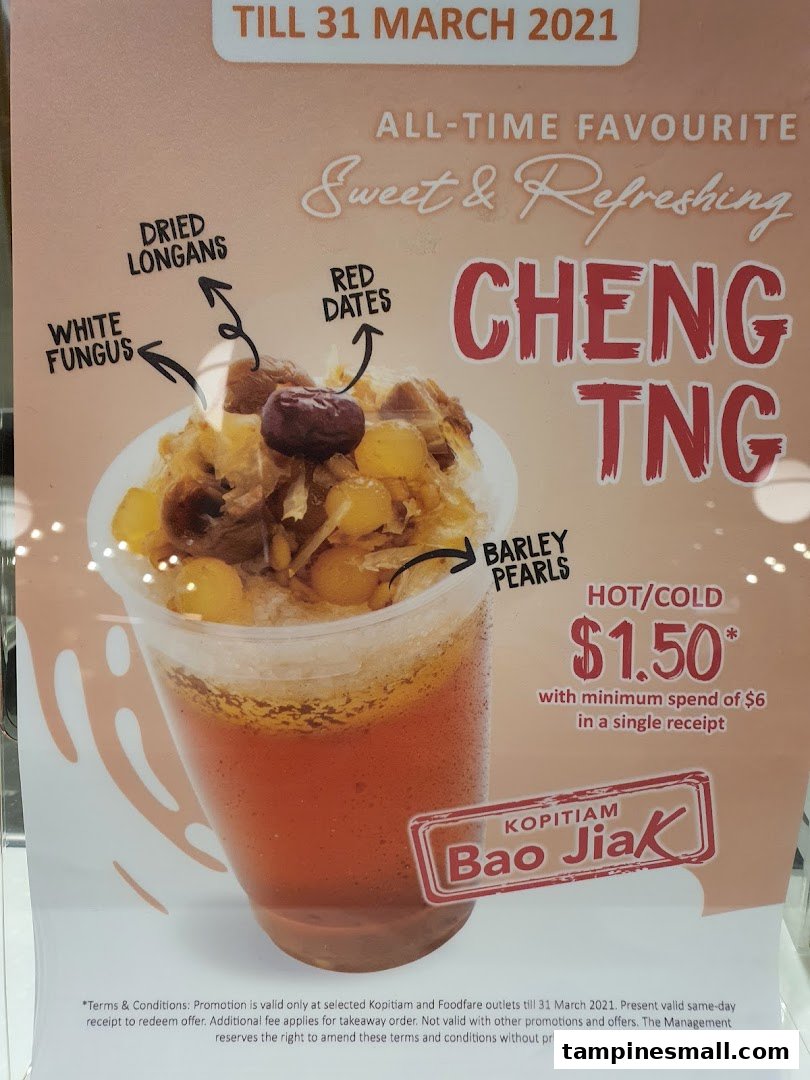 TILL 31 MARCH 2021
ALL-TIME FAVOURITE
Sweet & Refreshing
CHENG
TNG
DRIED
LONGANS
RED
DATES
WHITE
FUNGUS
BARLEY
PEARLS
HOT/COLD
$1.50*
with minimum spend of $6
in a single receipt
KOPITIAM
Bao Jiak
*Terms & Conditions: Promotion is valid only at selected Kopitiam and Foodfare outlets till 31 March 2021. Present valid same-day
receipt to redeem offer. Additional fee applies for takeaway order. Not valid with other promotions and offers. The Management
reserves the right to amend these terms and conditions without
tampinesmall.com